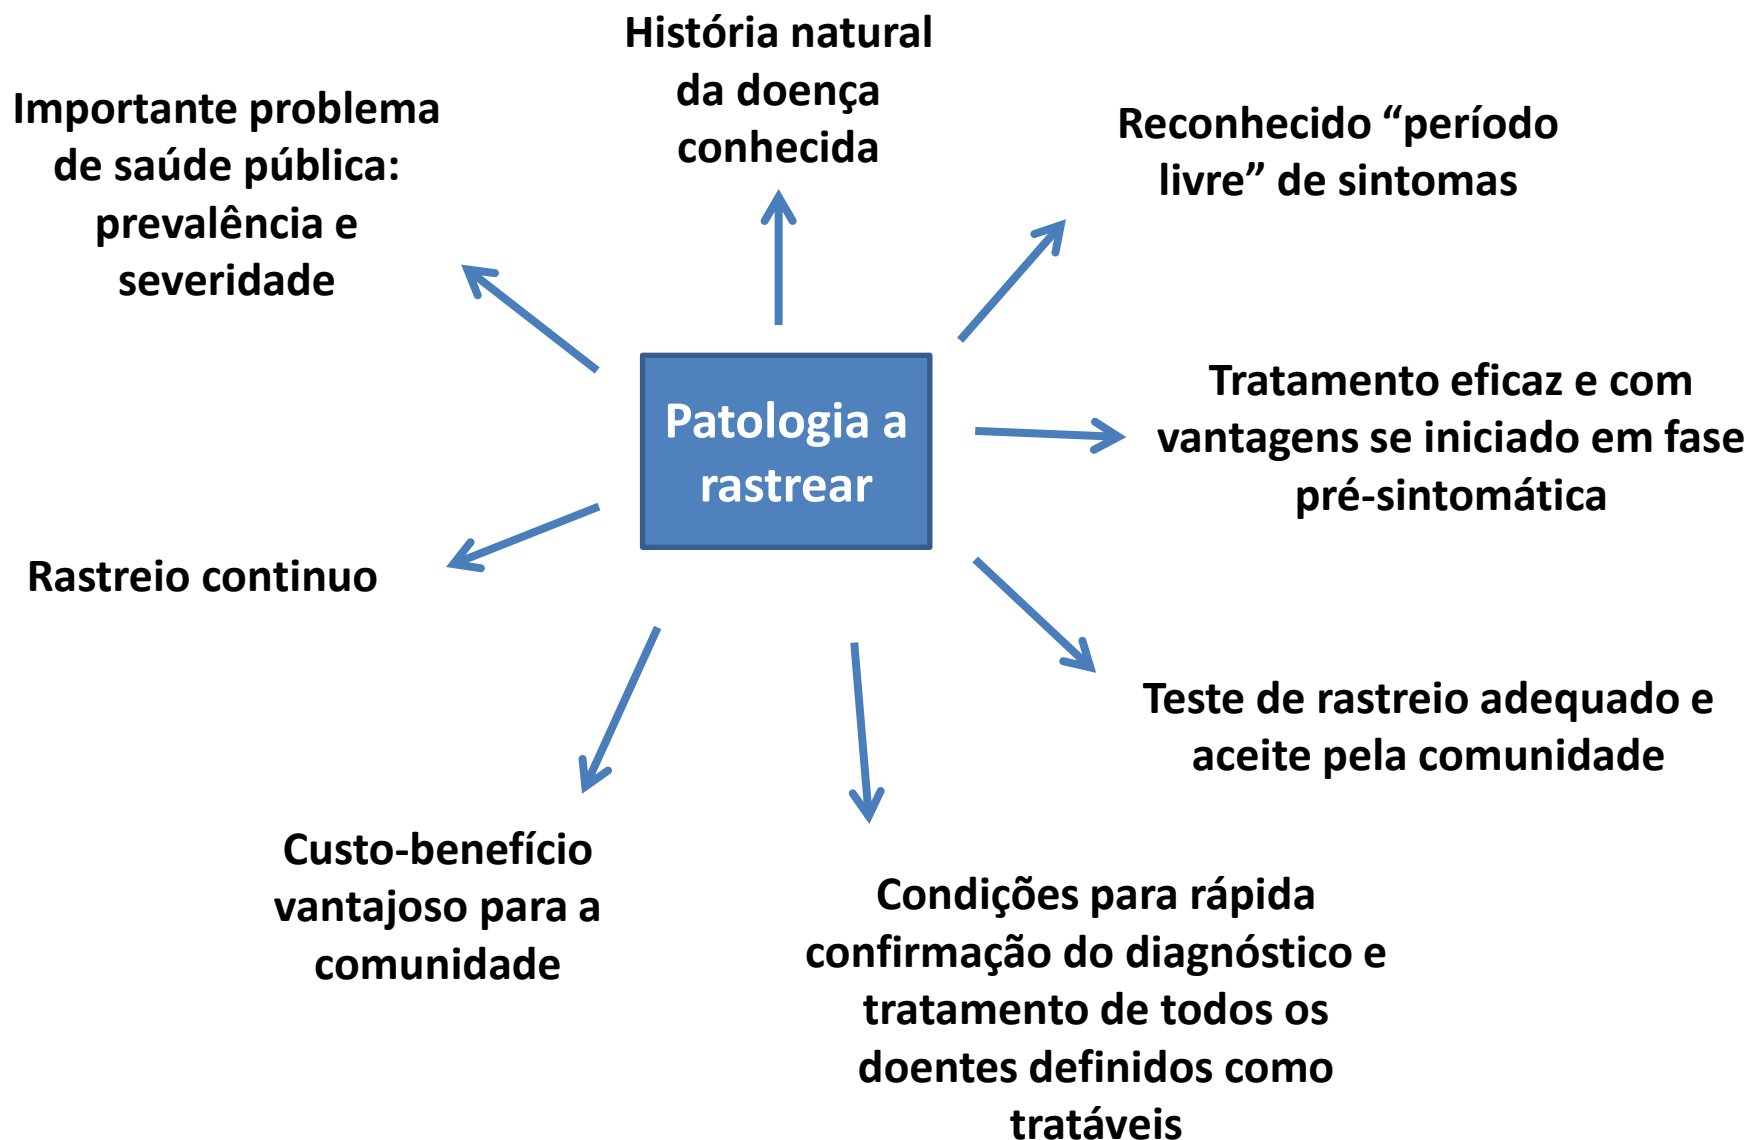 História natural
da doença
conhecida
Importante problema
de saúde pública:
prevalência e
severidade
Reconhecido “período
livre” de sintomas
Patologia a
rastrear
Tratamento eficaz e com
vantagens se iniciado em fase
pré-sintomática
Rastreio continuo
Teste de rastreio adequado e
aceite pela comunidade
Custo-benefício
vantajoso para a
comunidade
Condições para rápida
confirmação do diagnóstico e
tratamento de todos os
doentes definidos como
tratáveis